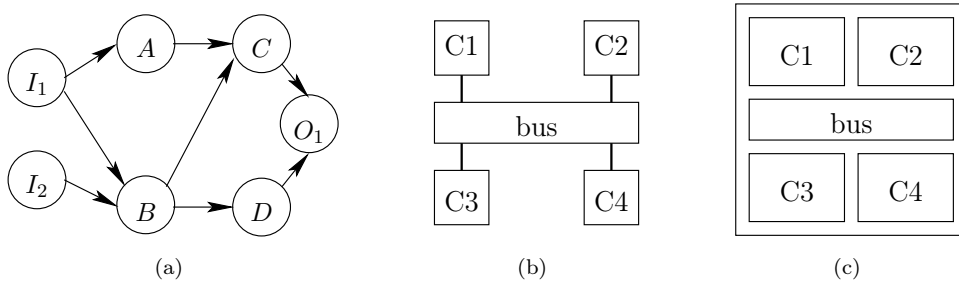 I₁
I₂
A
B
C
D
O₁
(a)
C1 C2
bus
C3 C4
(b)
C1 C2
bus
C3 C4
(c)